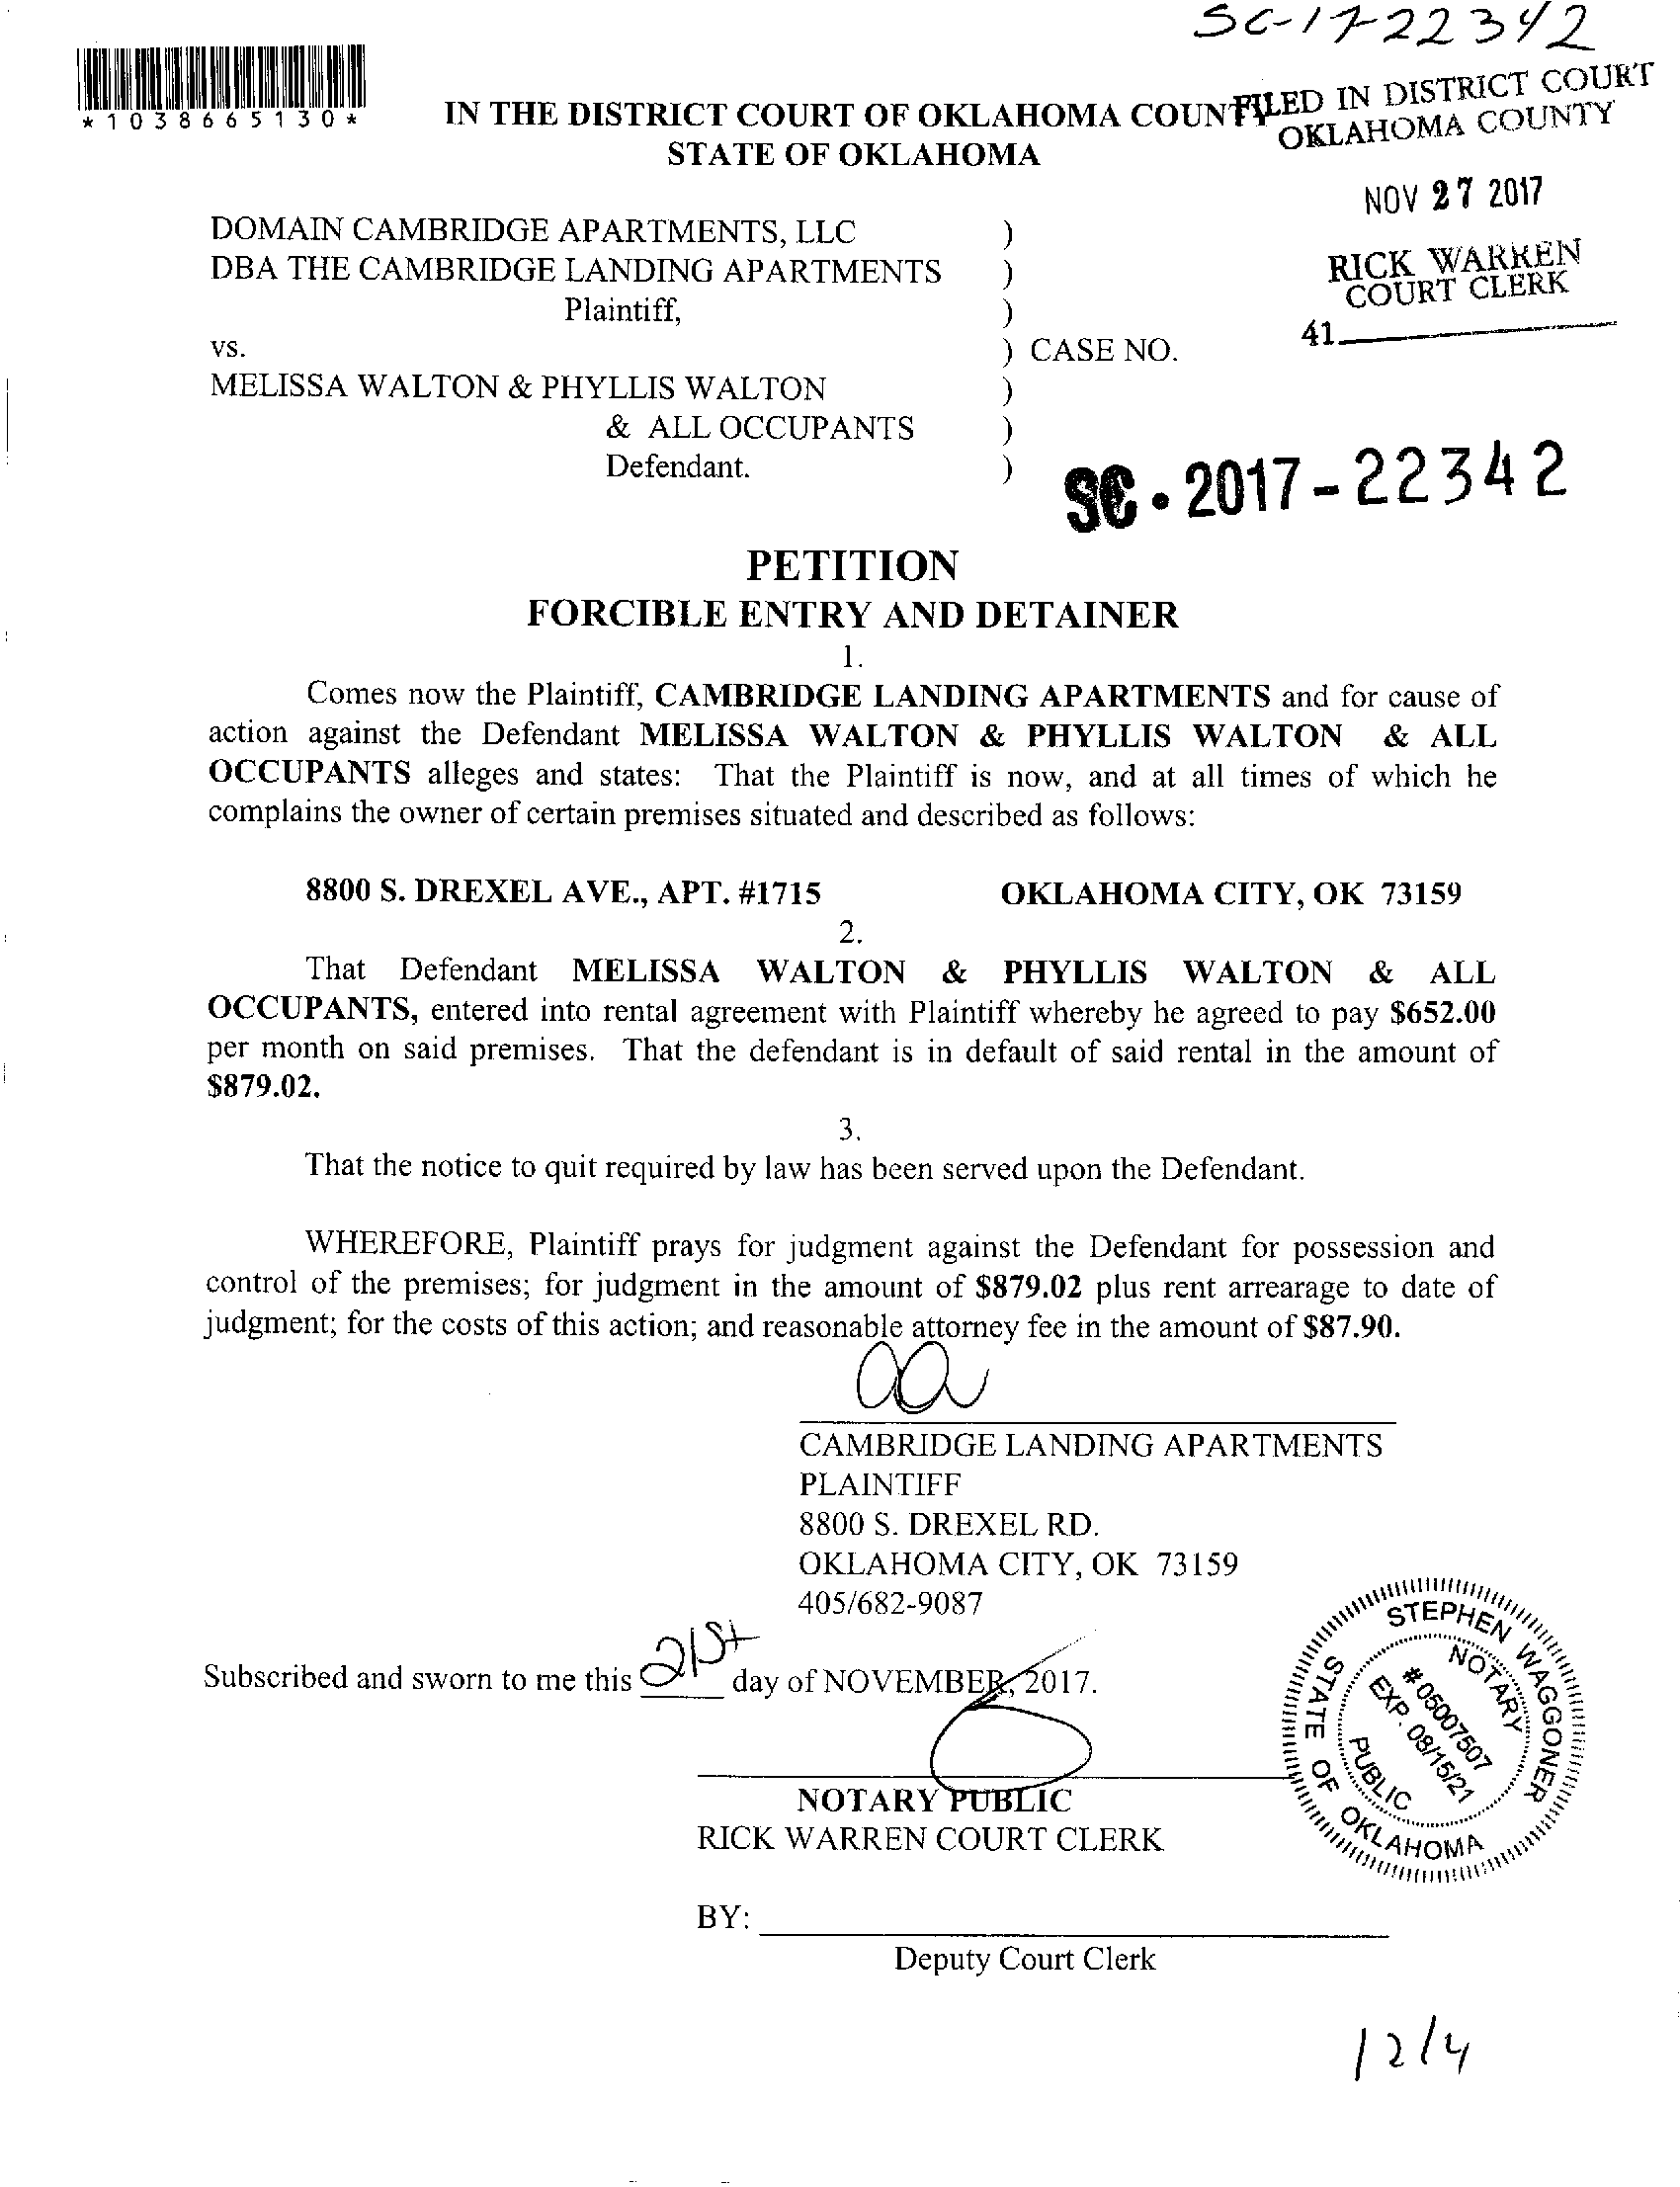 SC-17-22342
*1038665130*
IN THE DISTRICT COURT OF OKLAHOMA COUNTY
STATE OF OKLAHOMA
FILED IN DISTRICT COURT
OKLAHOMA COUNTY
NOV 27 2017
RICK WARREN
COURT CLERK
41
DOMAIN CAMBRIDGE APARTMENTS, LLC )
DBA THE CAMBRIDGE LANDING APARTMENTS )
Plaintiff, )
vs. ) CASE NO.
MELISSA WALTON & PHYLLIS WALTON )
& ALL OCCUPANTS )
Defendant. )
SC • 2017-22342
PETITION
FORCIBLE ENTRY AND DETAINER
1.
Comes now the Plaintiff, CAMBRIDGE LANDING APARTMENTS and for cause of
action against the Defendant MELISSA WALTON & PHYLLIS WALTON & ALL
OCCUPANTS alleges and states: That the Plaintiff is now, and at all times of which he
complains the owner of certain premises situated and described as follows:
8800 S. DREXEL AVE., APT. #1715 OKLAHOMA CITY, OK 73159
2.
That Defendant MELISSA WALTON & PHYLLIS WALTON & ALL
OCCUPANTS, entered into rental agreement with Plaintiff whereby he agreed to pay $652.00
per month on said premises. That the defendant is in default of said rental in the amount of
$879.02.
3.
That the notice to quit required by law has been served upon the Defendant.
WHEREFORE, Plaintiff prays for judgment against the Defendant for possession and
control of the premises; for judgment in the amount of $879.02 plus rent arrearage to date of
judgment; for the costs of this action; and reasonable attorney fee in the amount of $87.90.
CAMBRIDGE LANDING APARTMENTS
PLAINTIFF
8800 S. DREXEL RD.
OKLAHOMA CITY, OK 73159
405/682-9087
Subscribed and sworn to me this 21st day of NOVEMBER, 2017.
NOTARY PUBLIC
RICK WARREN COURT CLERK
STEPHEN WAGGONER
NOTARY
# 05007507
EXP. 08/15/21
PUBLIC
STATE OF OKLAHOMA
BY:
Deputy Court Clerk
12/4